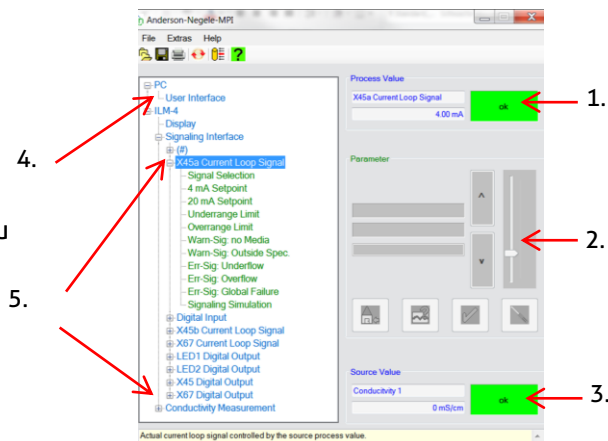 Anderson-Negele-MPI
File Extras Help
PC
User Interface
ILM-4
Display
Signaling Interface
(#)
X45a Current Loop Signal
Signal Selection
4 mA Setpoint
20 mA Setpoint
Underrange Limit
Overrange Limit
Warn-Sig: no Media
Warn-Sig: Outside Spec.
Err-Sig: Underflow
Err-Sig: Overflow
Err-Sig: Global Failure
Signaling Simulation
Digital Input
X45b Current Loop Signal
X67 Current Loop Signal
LED1 Digital Output
LED2 Digital Output
X45 Digital Output
X67 Digital Output
Conductivity Measurement
Process Value
X45a Current Loop Signal
4.00 mA
ok
Parameter
Source Value
Conducitvity 1
0 mS/cm
ok
Actual current loop signal controlled by the source process value.
1.
2.
3.
4.
5.